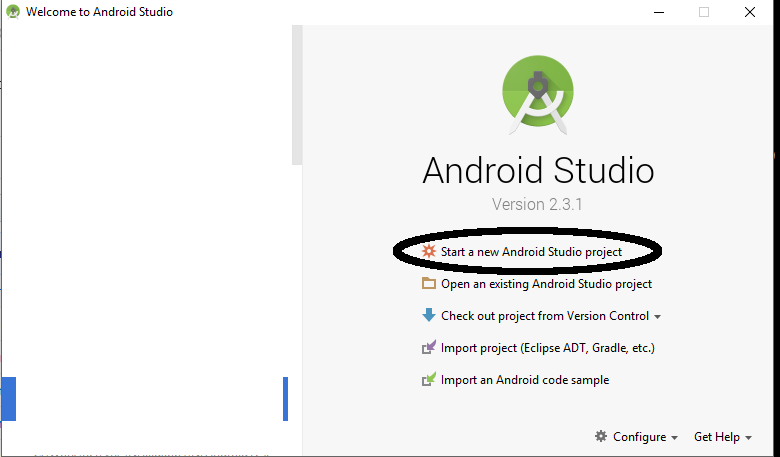 Welcome to Android Studio
Android Studio
Version 2.3.1
Start a new Android Studio project
Open an existing Android Studio project
Check out project from Version Control
Import project (Eclipse ADT, Gradle, etc.)
Import an Android code sample
Configure
Get Help